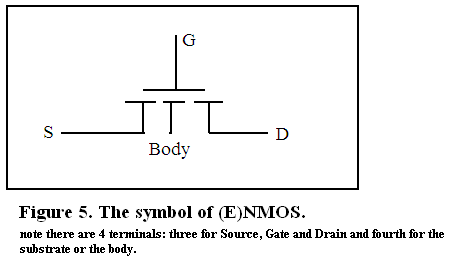 G
S
D
Body
Figure 5. The symbol of (E)NMOS.
note there are 4 terminals: three for Source, Gate and Drain and fourth for the
substrate or the body.